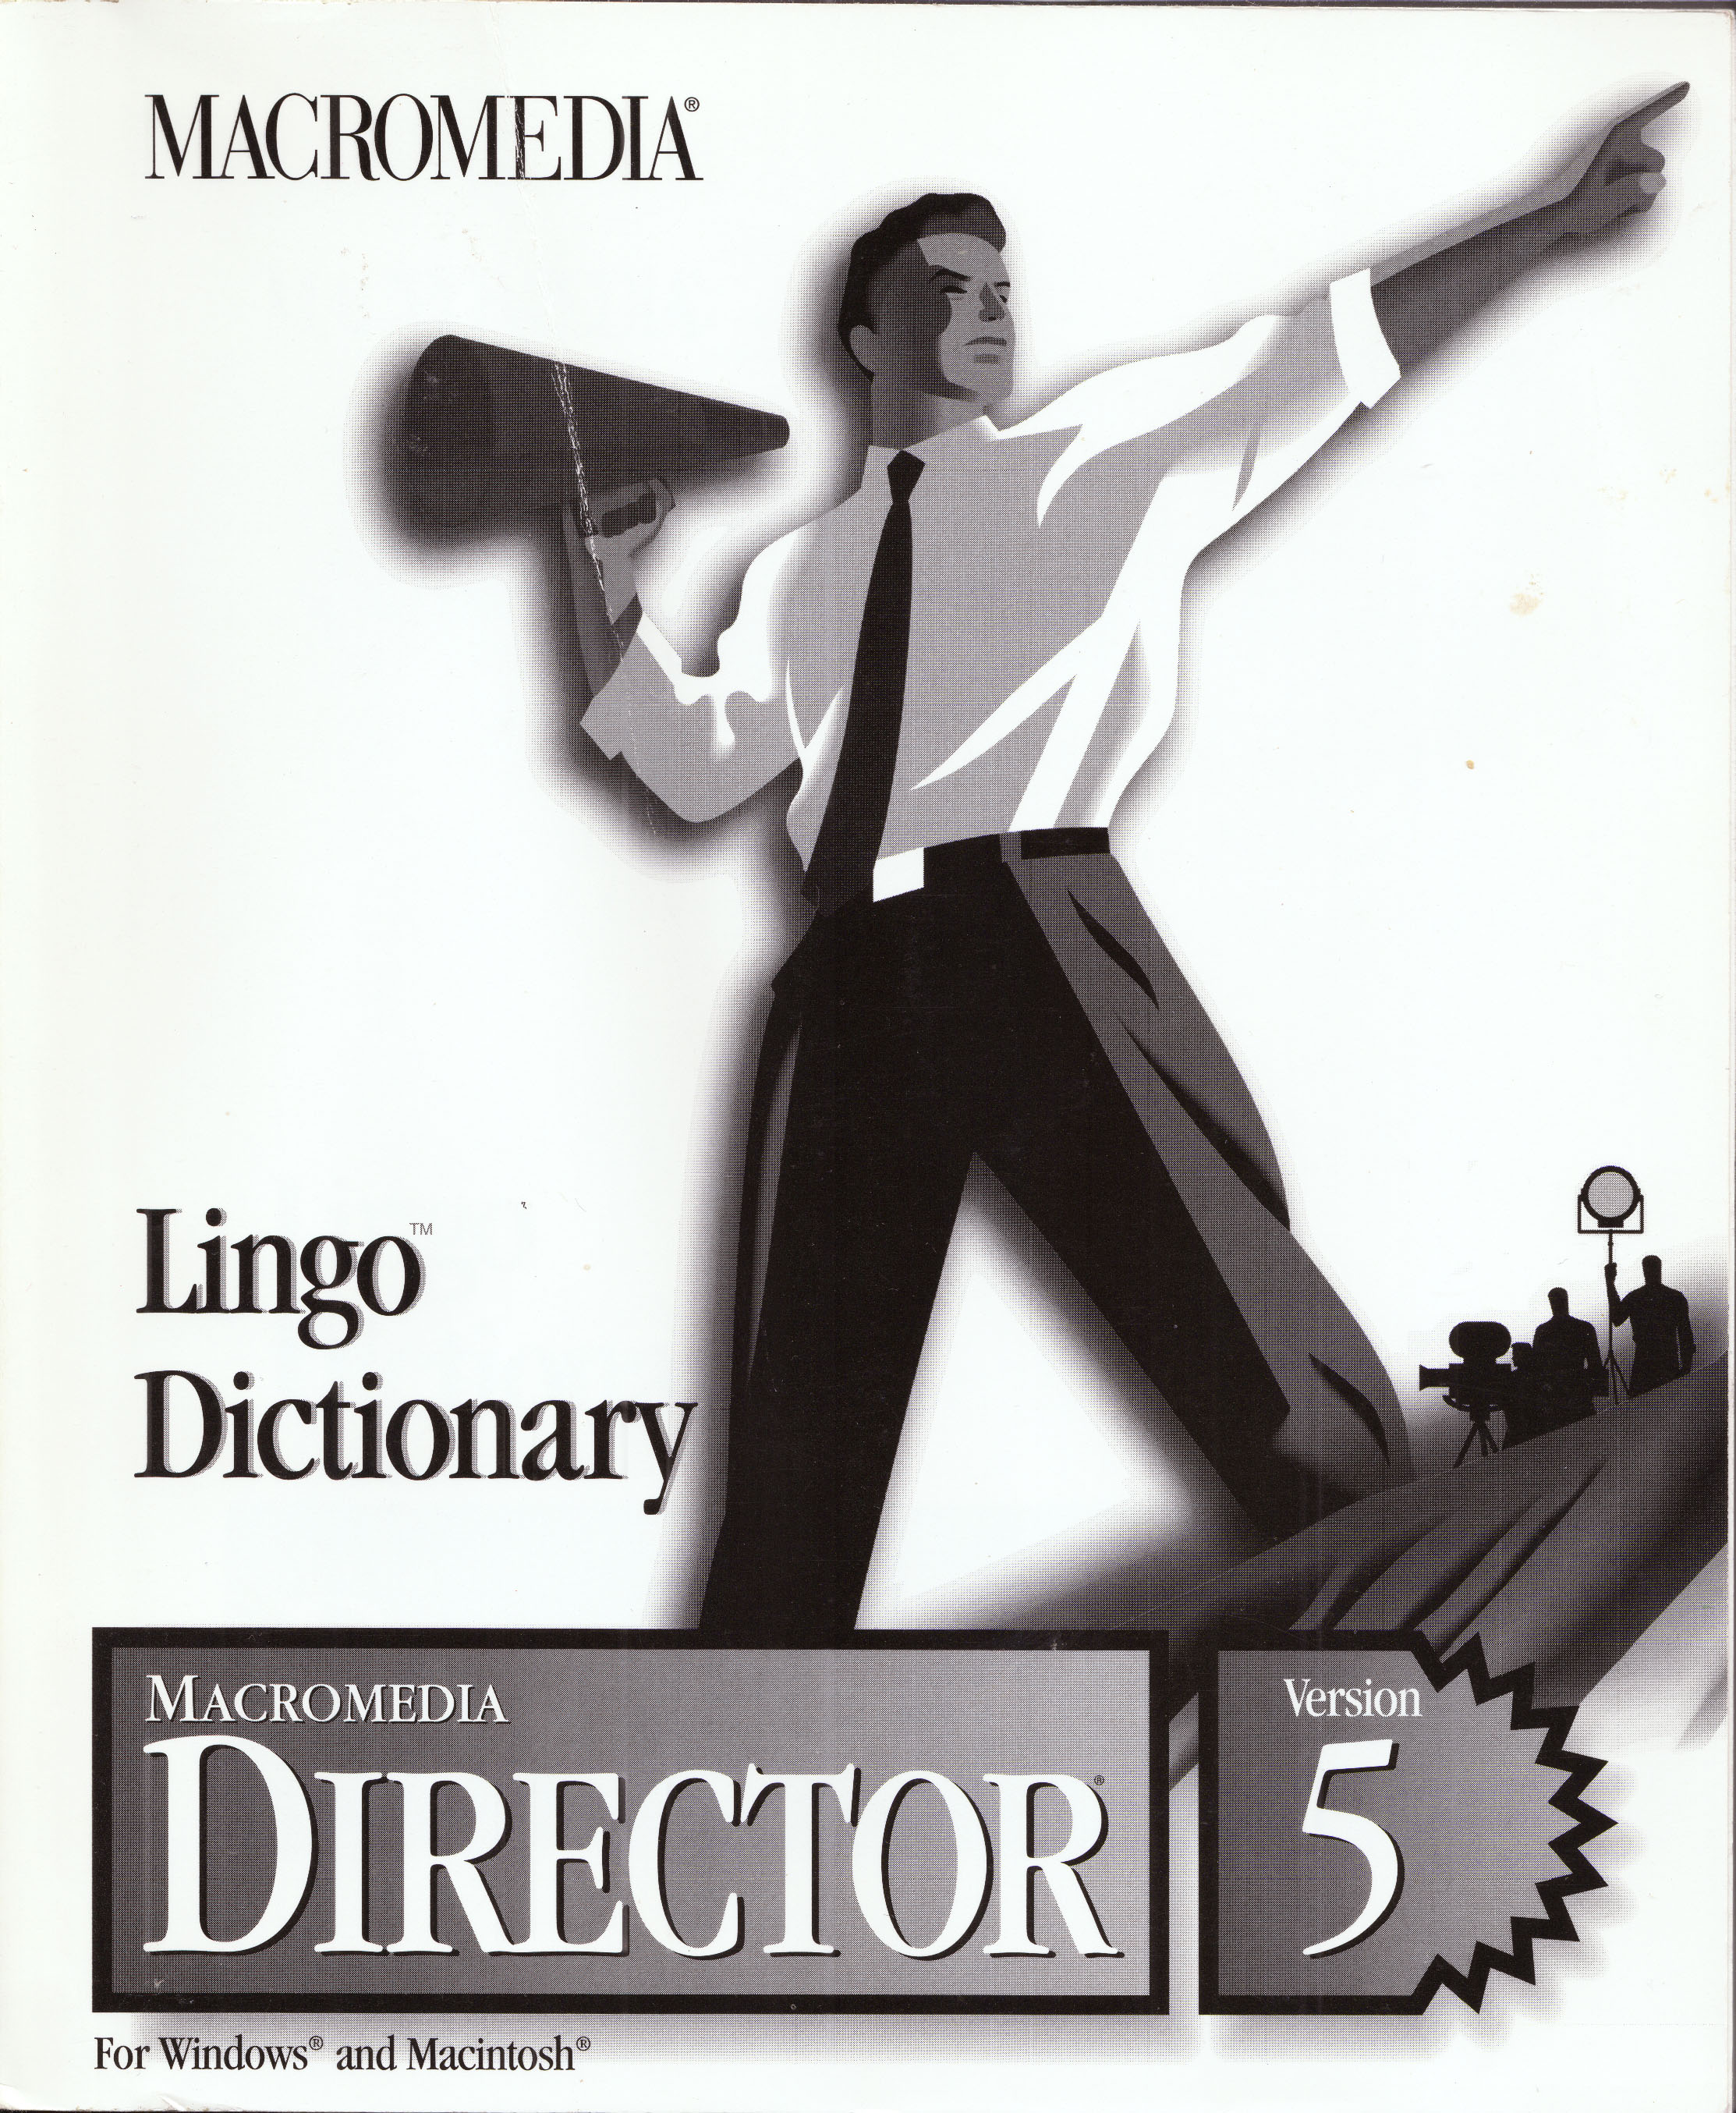 MACROMEDIA®
Lingo™
Dictionary
MACROMEDIA
DIRECTOR®
Version
5
For Windows® and Macintosh®